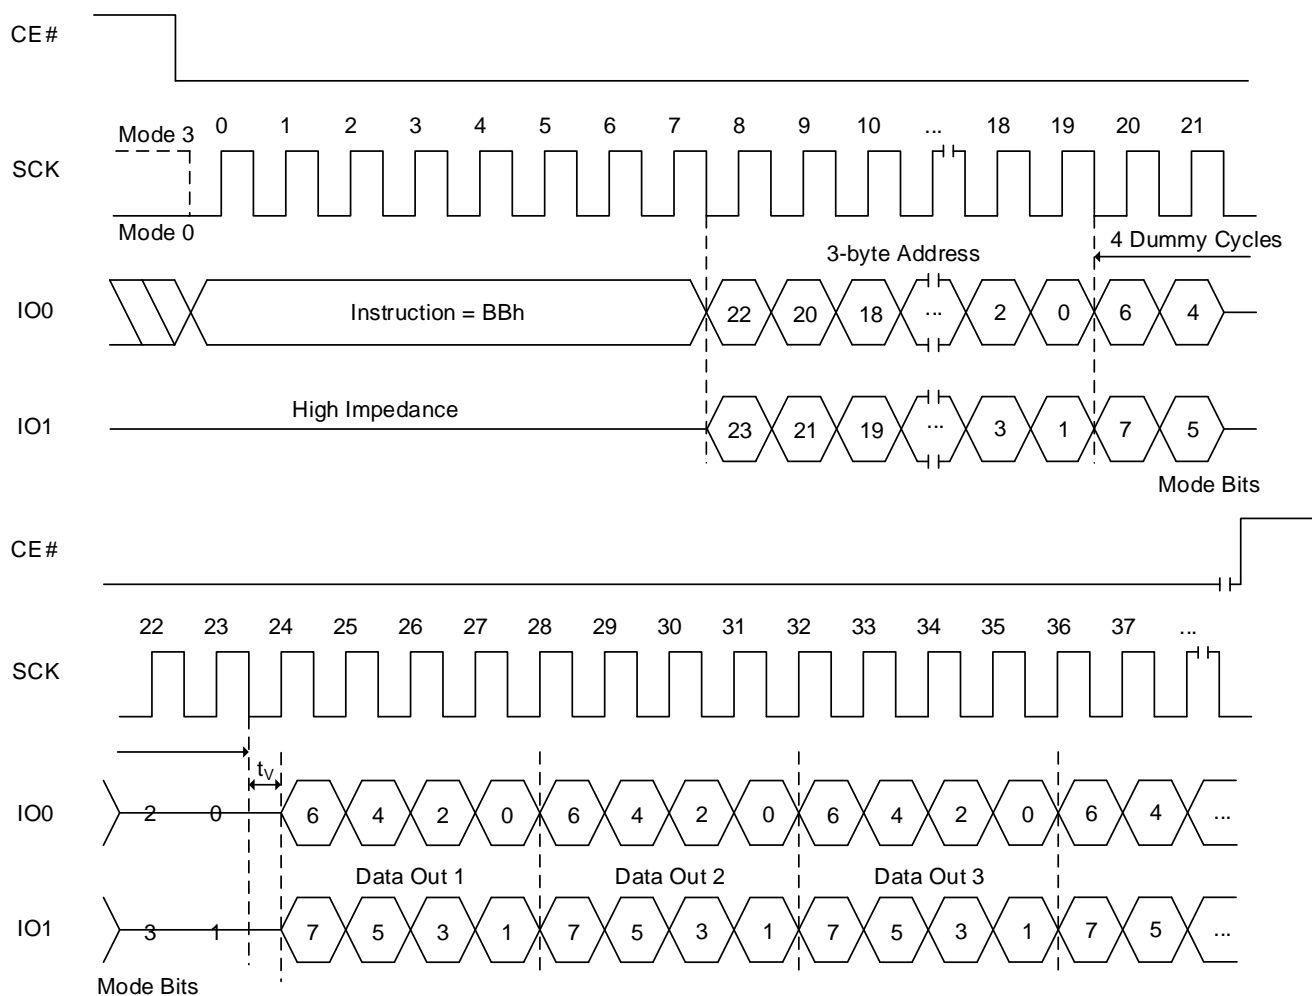 CE#
Mode 3
0 1 2 3 4 5 6 7 8 9 10 ... 18 19 20 21
SCK
Mode 0
3-byte Address
4 Dummy Cycles
IO0
Instruction = BBh
22 20 18 ... 2 0 6 4
High Impedance
IO1
23 21 19 ... 3 1 7 5
Mode Bits
CE#
22 23 24 25 26 27 28 29 30 31 32 33 34 35 36 37 ...
SCK
tV
IO0
2 0 6 4 2 0 6 4 2 0 6 4 2 0 6 4 ...
Data Out 1 Data Out 2 Data Out 3
IO1
3 1 7 5 3 1 7 5 3 1 7 5 3 1 7 5 ...
Mode Bits